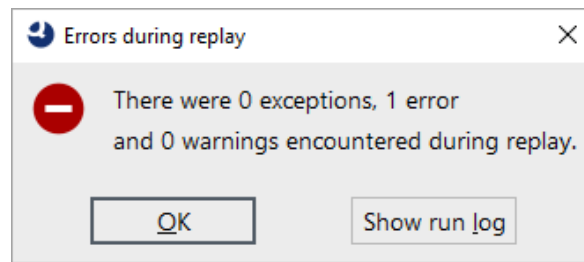 Errors during replay
There were 0 exceptions, 1 error
and 0 warnings encountered during replay.
OK
Show run log